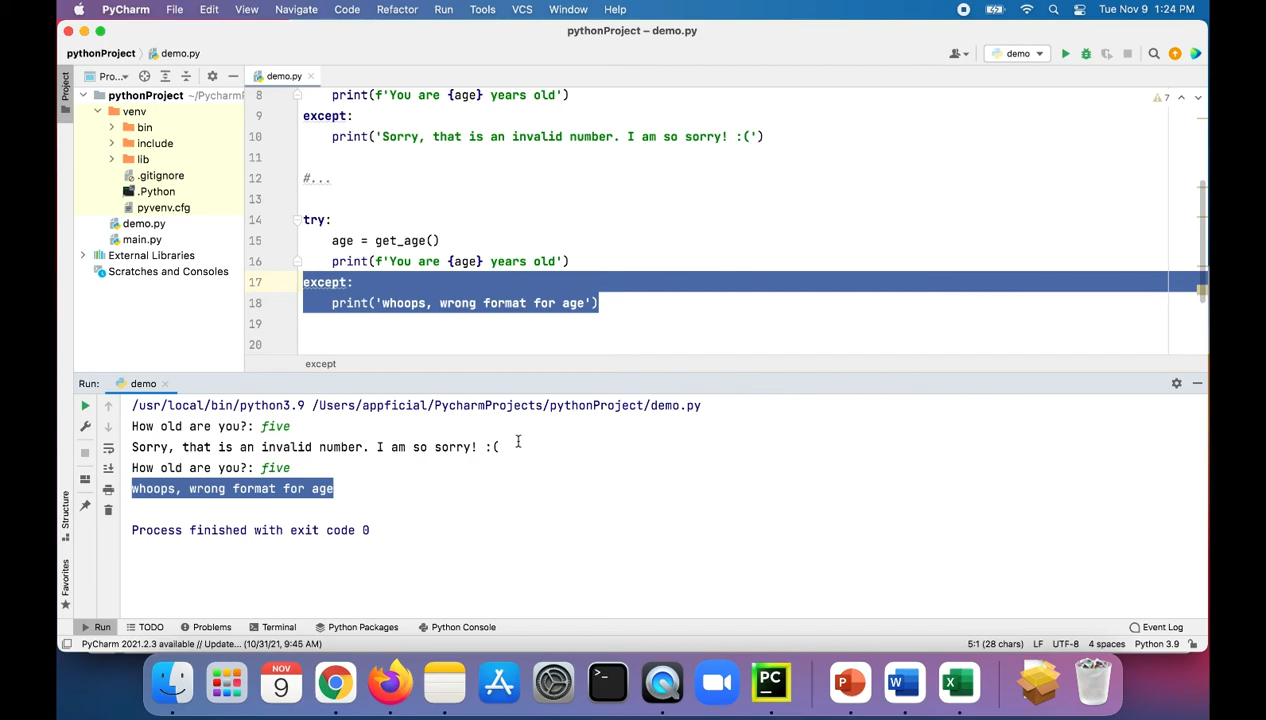 PyCharm File Edit View Navigate Code Refactor Run Tools VCS Window Help Tue Nov 9 1:24 PM
pythonProject – demo.py
pythonProject demo.py demo
Project Pro... demo.py
pythonProject ~/Pycharm
venv
bin
include
lib
.gitignore
.Python
pyvenv.cfg
demo.py
main.py
External Libraries
Scratches and Consoles
7
8 print(f'You are {age} years old')
9 except:
10 print('Sorry, that is an invalid number. I am so sorry! :(')
11
12 #...
13
14 try:
15 age = get_age()
16 print(f'You are {age} years old')
17 except:
18 print('whoops, wrong format for age')
19
20
except
Run: demo
/usr/local/bin/python3.9 /Users/appficial/PycharmProjects/pythonProject/demo.py
How old are you?: five
Sorry, that is an invalid number. I am so sorry! :(
How old are you?: five
whoops, wrong format for age
Process finished with exit code 0
Structure
Favorites
Run TODO Problems Terminal Python Packages Python Console Event Log
PyCharm 2021.2.3 available // Update... (10/31/21, 9:45 AM) 5:1 (28 chars) LF UTF-8 4 spaces Python 3.9
NOV
9
>_
PC
P W X